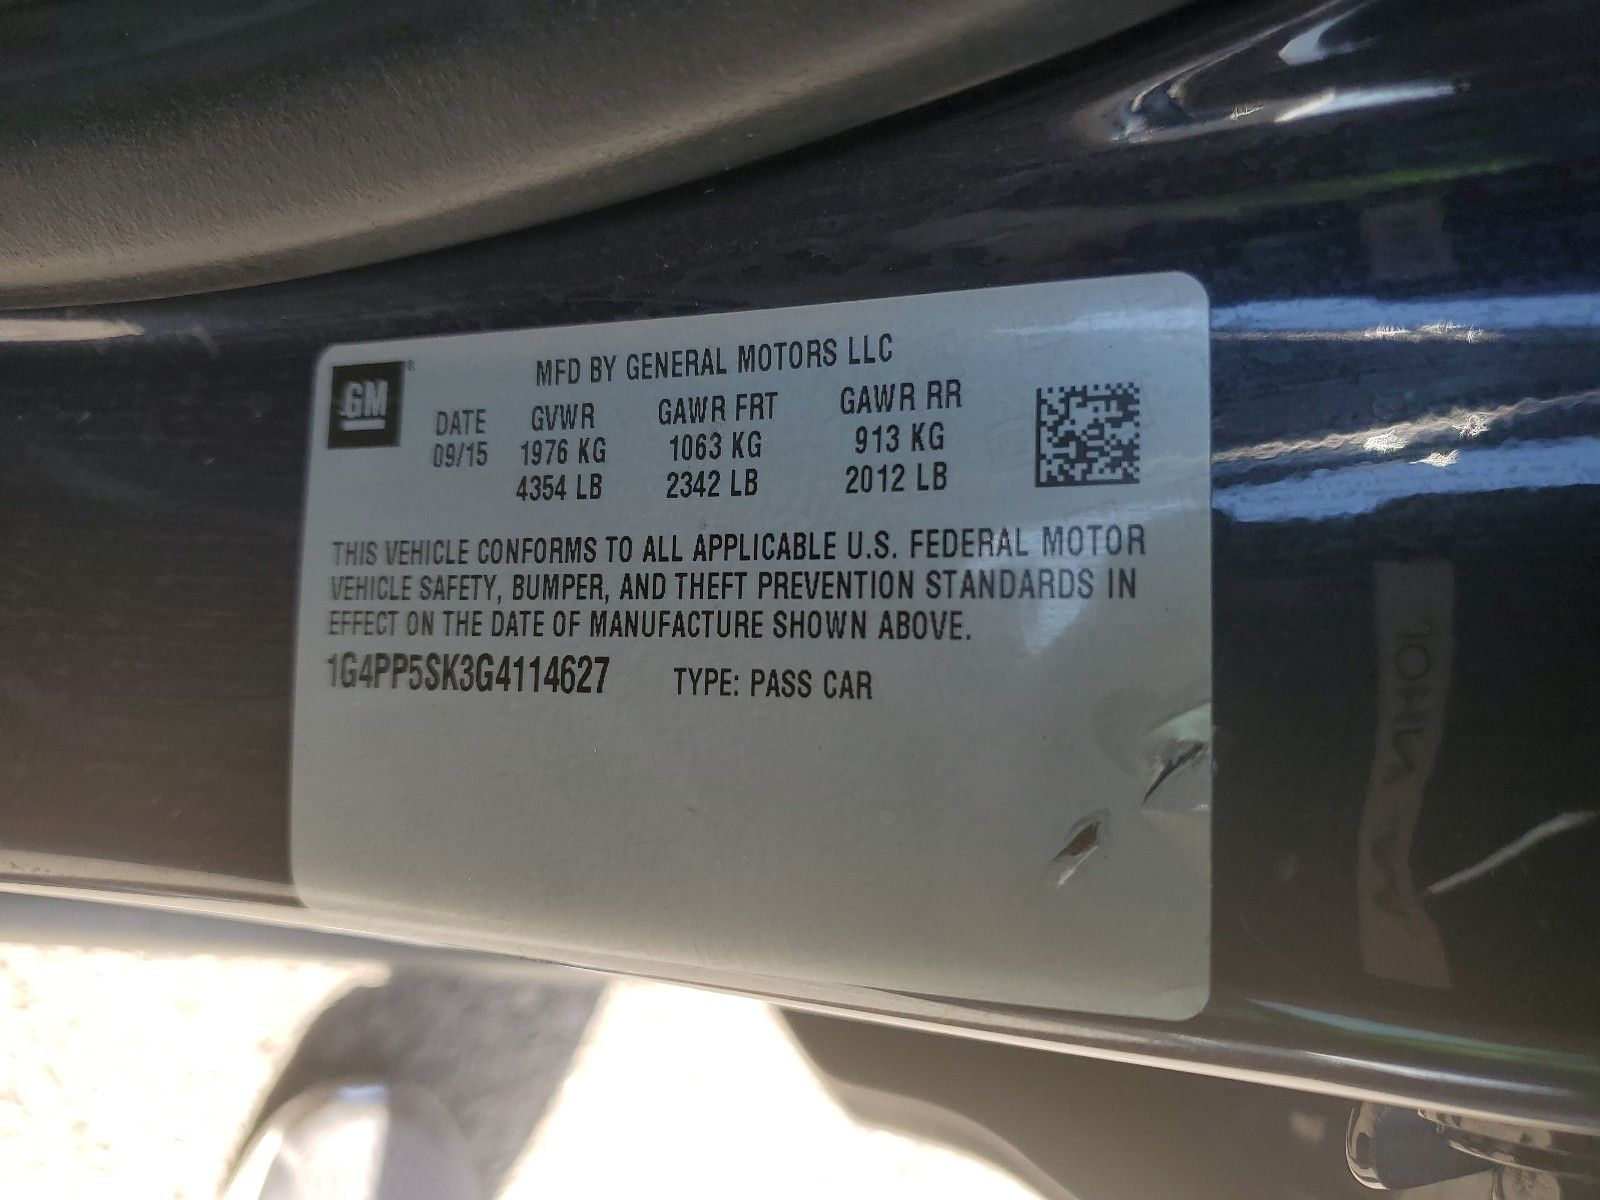 GM®
MFD BY GENERAL MOTORS LLC
DATE GVWR GAWR FRT GAWR RR
09/15 1976 KG 1063 KG 913 KG
4354 LB 2342 LB 2012 LB
THIS VEHICLE CONFORMS TO ALL APPLICABLE U.S. FEDERAL MOTOR
VEHICLE SAFETY, BUMPER, AND THEFT PREVENTION STANDARDS IN
EFFECT ON THE DATE OF MANUFACTURE SHOWN ABOVE.
1G4PP5SK3G4114627 TYPE: PASS CAR